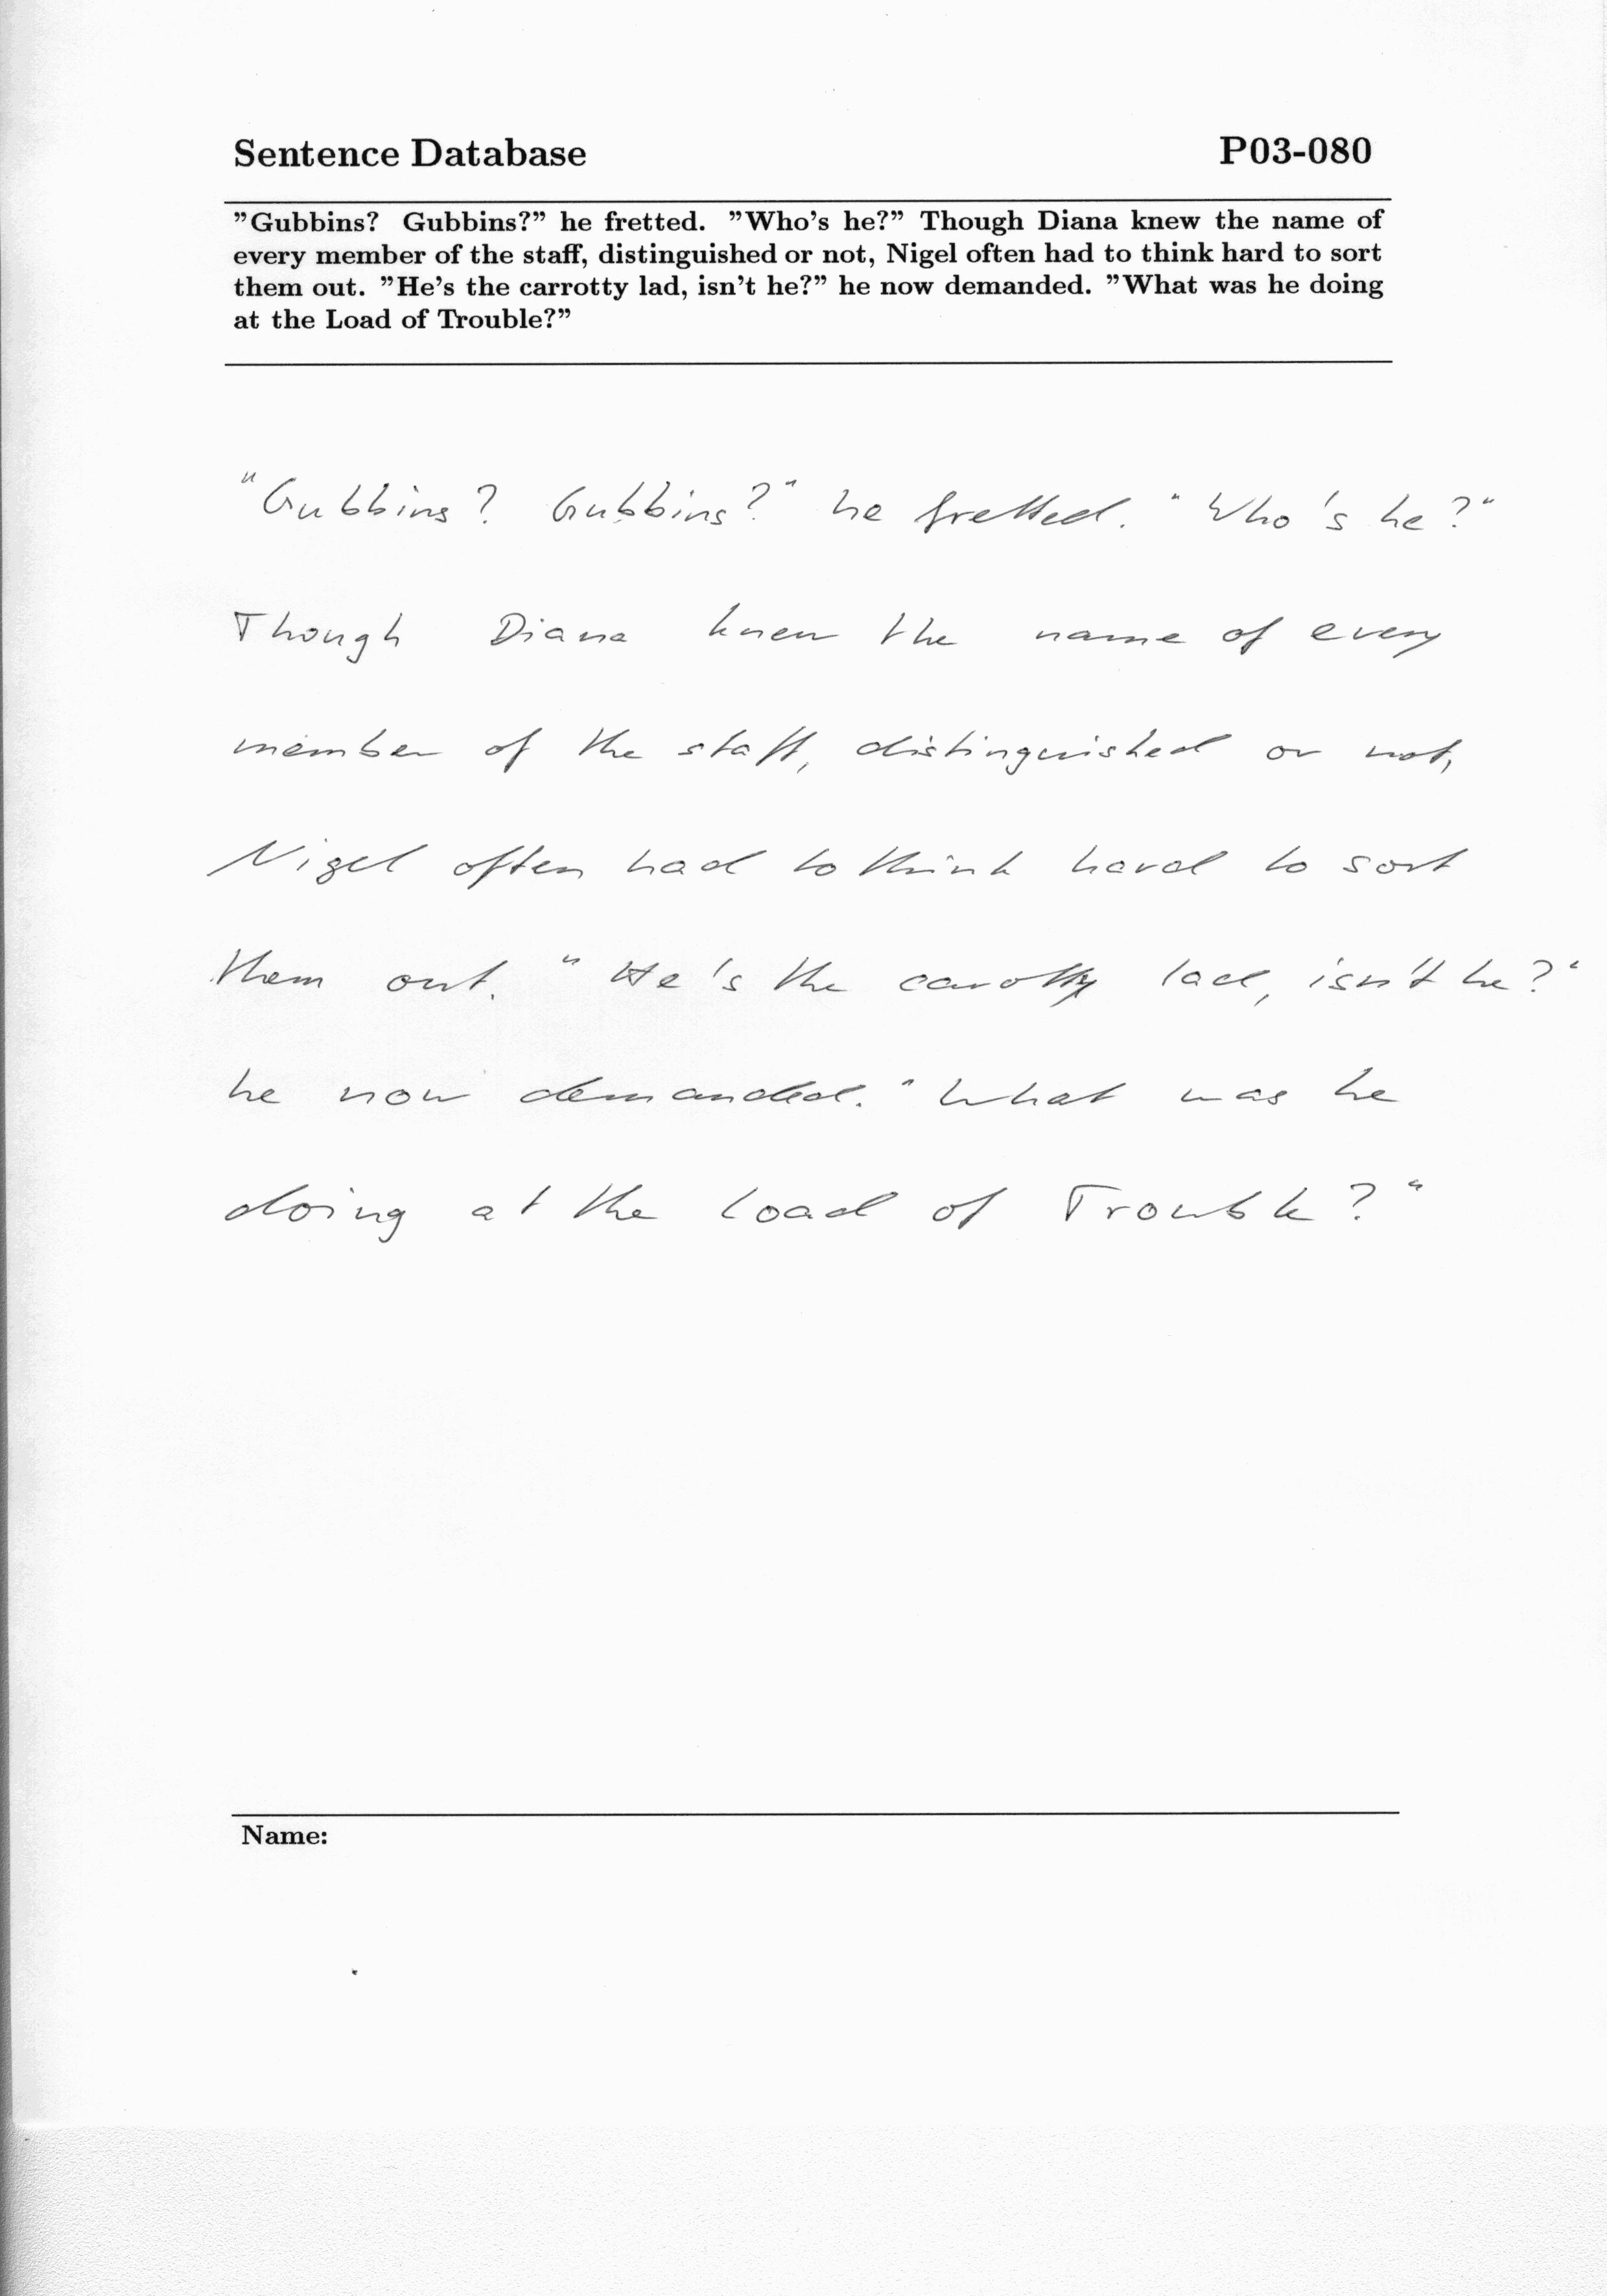 Sentence Database P03-080
”Gubbins? Gubbins?” he fretted. ”Who’s he?” Though Diana knew the name of
every member of the staff, distinguished or not, Nigel often had to think hard to sort
them out. ”He’s the carrotty lad, isn’t he?” he now demanded. ”What was he doing
at the Load of Trouble?”
"Gubbins? Gubbins?" he fretted. "Who's he?"
Though Diana knew the name of every
member of the staff, distinguished or not,
Nigel often had to think hard to sort
them out. "He's the carotty lad, isn't he?"
he now demanded. "What was he
doing at the Load of Trouble?"
Name: